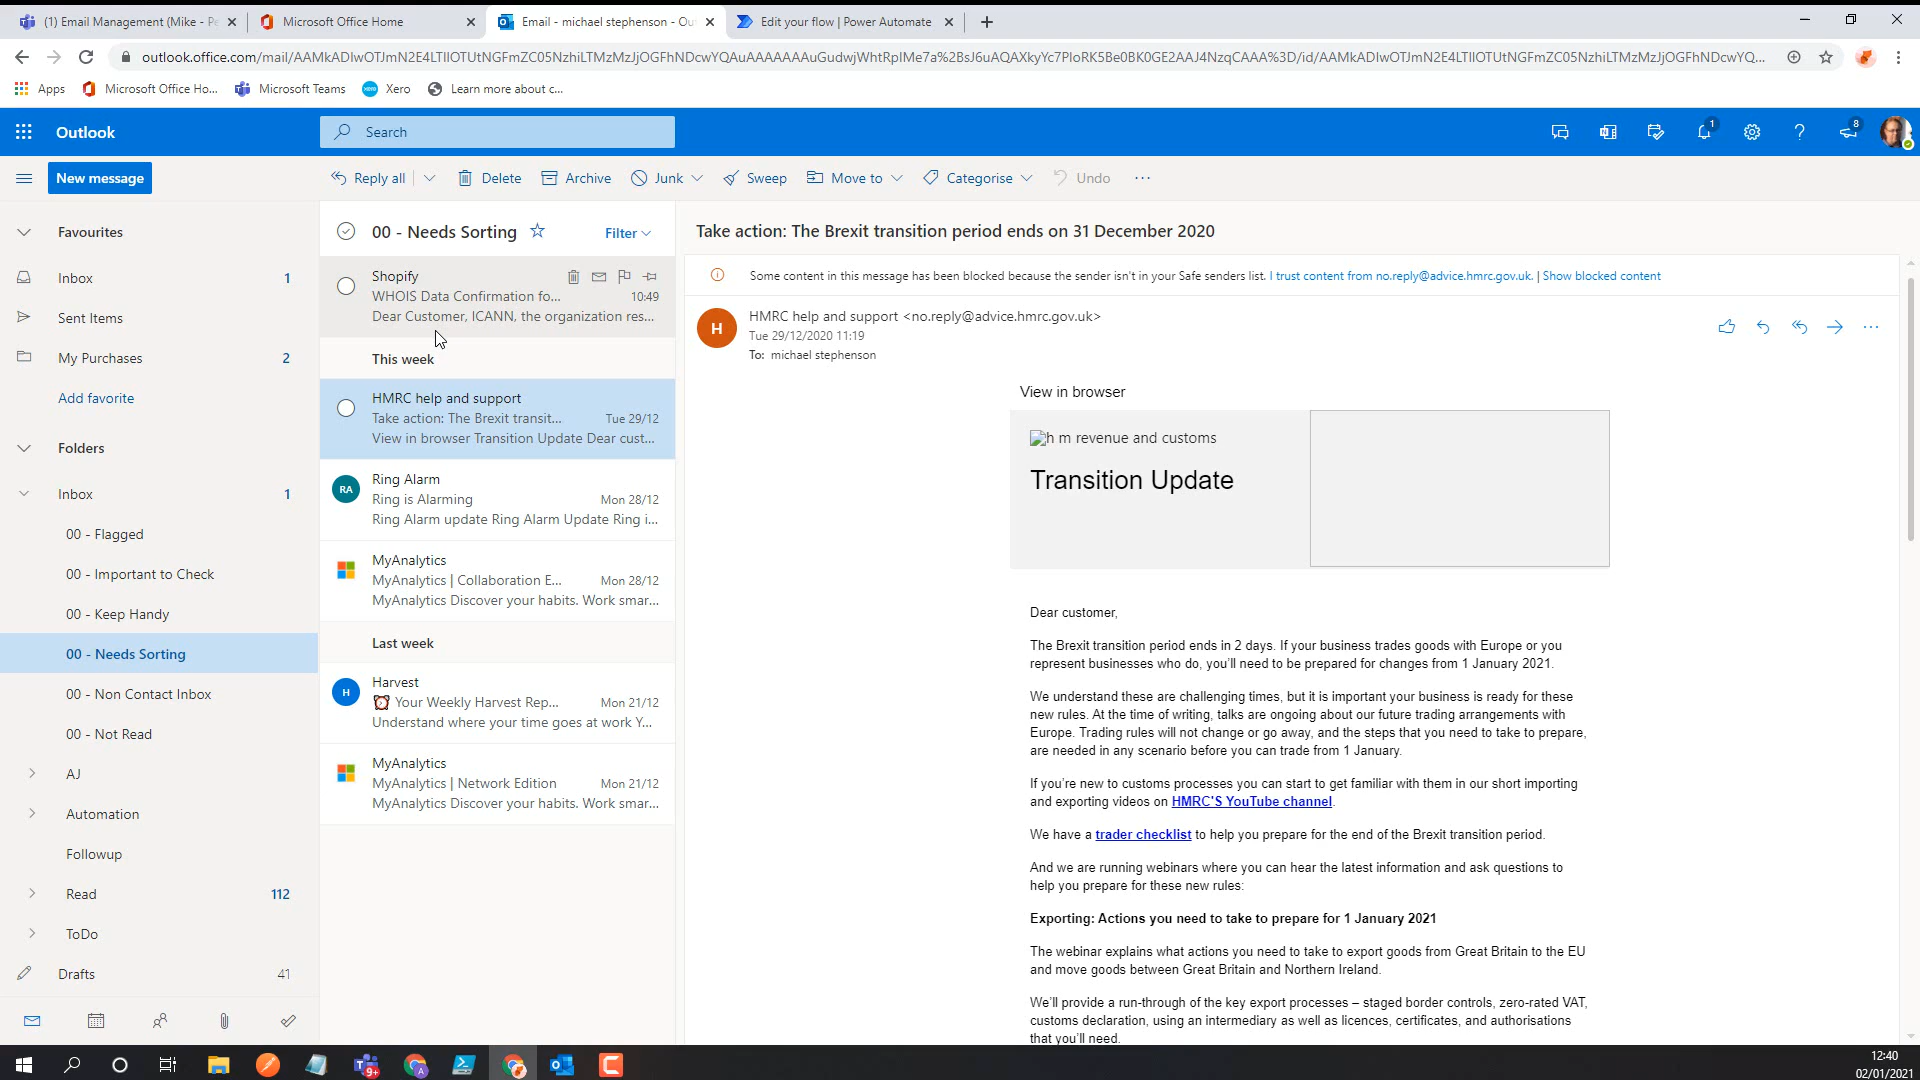 (1) Email Management (Mike - Pe
Microsoft Office Home
Email - michael stephenson - Ou
Edit your flow | Power Automate
outlook.office.com/mail/
Apps
Microsoft Office Ho...
Microsoft Teams
xero
Xero
Learn more about c...
Outlook
Search
1
8
New message
Reply all
Delete
Archive
Junk
Sweep
Move to
Categorise
Undo
Favourites
Inbox 1
Sent Items
My Purchases 2
Add favorite
Folders
Inbox 1
00 - Flagged
00 - Important to Check
00 - Keep Handy
00 - Needs Sorting
00 - Non Contact Inbox
00 - Not Read
AJ
Automation
Followup
Read 112
ToDo
Drafts 41
00 - Needs Sorting
Filter
Shopify
WHOIS Data Confirmation fo... 10:49
Dear Customer, ICANN, the organization res...
This week
HMRC help and support
Take action: The Brexit transit... Tue 29/12
View in browser Transition Update Dear cust...
RA
Ring Alarm
Ring is Alarming Mon 28/12
Ring Alarm update Ring Alarm Update Ring i...
MyAnalytics
MyAnalytics | Collaboration E... Mon 28/12
MyAnalytics Discover your habits. Work smar...
Last week
H
Harvest
Your Weekly Harvest Rep... Mon 21/12
Understand where your time goes at work Y...
MyAnalytics
MyAnalytics | Network Edition Mon 21/12
MyAnalytics Discover your habits. Work smar...
Take action: The Brexit transition period ends on 31 December 2020
Some content in this message has been blocked because the sender isn't in your Safe senders list. I trust content from no.reply@advice.hmrc.gov.uk. | Show blocked content
H
HMRC help and support <no.reply@advice.hmrc.gov.uk>
Tue 29/12/2020 11:19
To: michael stephenson
View in browser
h m revenue and customs
Transition Update
Dear customer,
The Brexit transition period ends in 2 days. If your business trades goods with Europe or you
represent businesses who do, you'll need to be prepared for changes from 1 January 2021.
We understand these are challenging times, but it is important your business is ready for these
new rules. At the time of writing, talks are ongoing about our future trading arrangements with
Europe. Trading rules will not change or go away, and the steps that you need to take to prepare,
are needed in any scenario before you can trade from 1 January.
If you're new to customs processes you can start to get familiar with them in our short importing
and exporting videos on HMRC'S YouTube channel.
We have a trader checklist to help you prepare for the end of the Brexit transition period.
And we are running webinars where you can hear the latest information and ask questions to
help you prepare for these new rules:
Exporting: Actions you need to take to prepare for 1 January 2021
The webinar explains what actions you need to take to export goods from Great Britain to the EU
and move goods between Great Britain and Northern Ireland.
We'll provide a run-through of the key export processes – staged border controls, zero-rated VAT,
customs declaration, using an intermediary as well as licences, certificates, and authorisations
that you'll need.
9+
12:40
02/01/2021